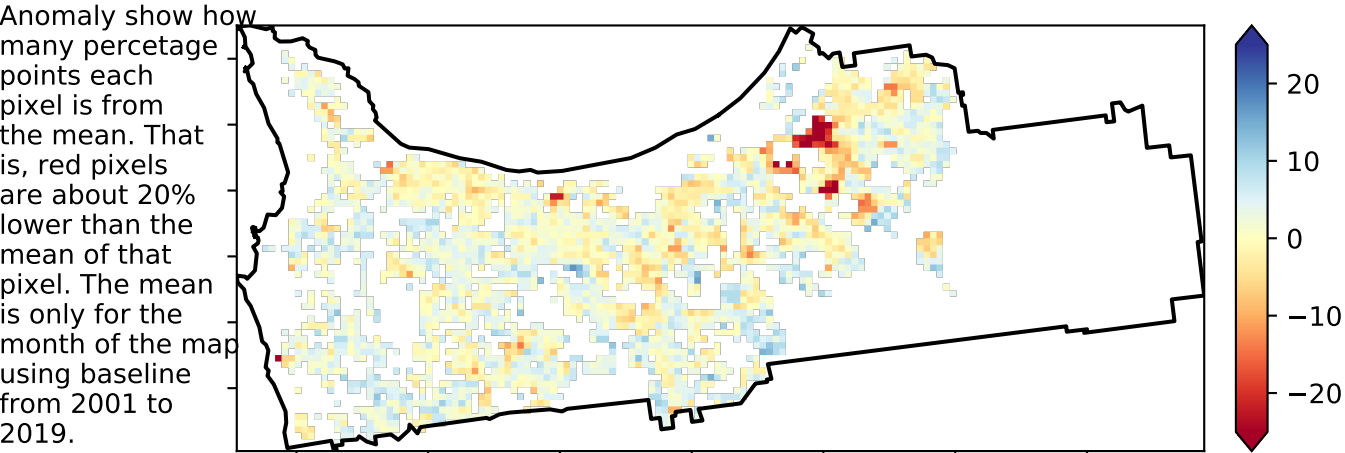 Anomaly show how
many percetage
points each
pixel is from
the mean. That
is, red pixels
are about 20%
lower than the
mean of that
pixel. The mean
is only for the
month of the map
using baseline
from 2001 to
2019.
20
10
0
−10
−20